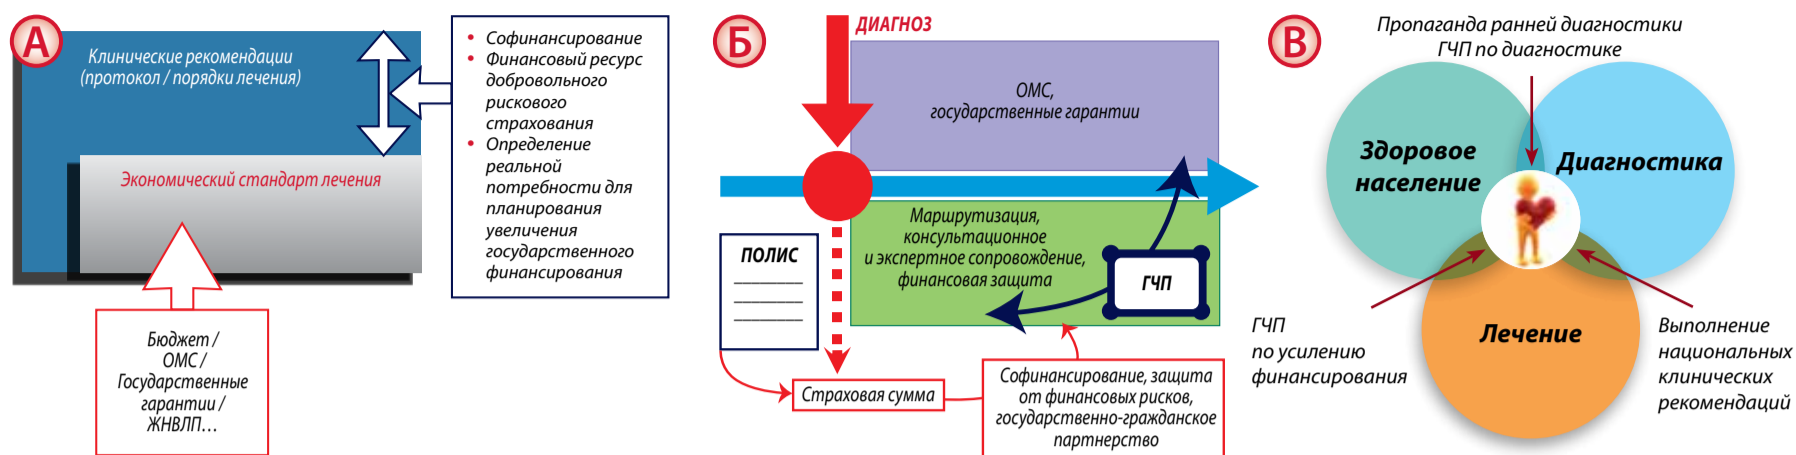 А
Клинические рекомендации
(протокол / порядки лечения)
Экономический стандарт лечения
Бюджет /
ОМС /
Государственные
гарантии /
ЖНВЛП…
• Софинансирование
• Финансовый ресурс
добровольного
рискового
страхования
• Определение
реальной
потребности для
планирования
увеличения
государственного
финансирования
Б
ДИАГНОЗ
ОМС,
государственные гарантии
Маршрутизация,
консультационное
и экспертное сопровождение,
финансовая защита
ГЧП
ПОЛИС
Страховая сумма
Софинансирование, защита
от финансовых рисков,
государственно-гражданское
партнерство
В
Пропаганда ранней диагностики
ГЧП по диагностике
Здоровое
население
Диагностика
Лечение
ГЧП
по усилению
финансирования
Выполнение
национальных
клинических
рекомендаций